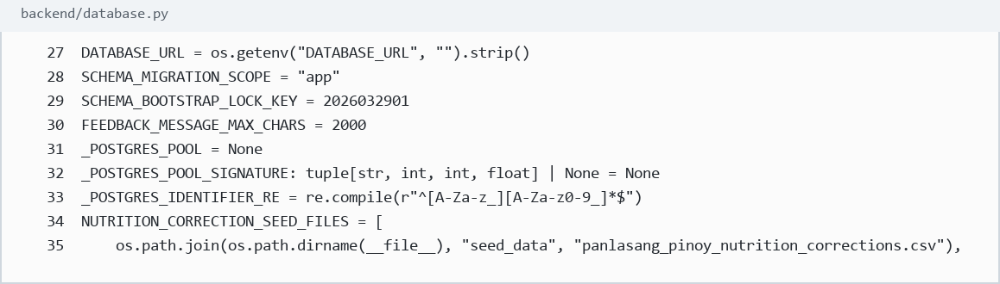 backend/database.py
27 DATABASE_URL = os.getenv("DATABASE_URL", "").strip()
28 SCHEMA_MIGRATION_SCOPE = "app"
29 SCHEMA_BOOTSTRAP_LOCK_KEY = 2026032901
30 FEEDBACK_MESSAGE_MAX_CHARS = 2000
31 _POSTGRES_POOL = None
32 _POSTGRES_POOL_SIGNATURE: tuple[str, int, int, float] | None = None
33 _POSTGRES_IDENTIFIER_RE = re.compile(r"^[A-Za-z_][A-Za-z0-9_]*$")
34 NUTRITION_CORRECTION_SEED_FILES = [
35     os.path.join(os.path.dirname(__file__), "seed_data", "panlasang_pinoy_nutrition_corrections.csv"),